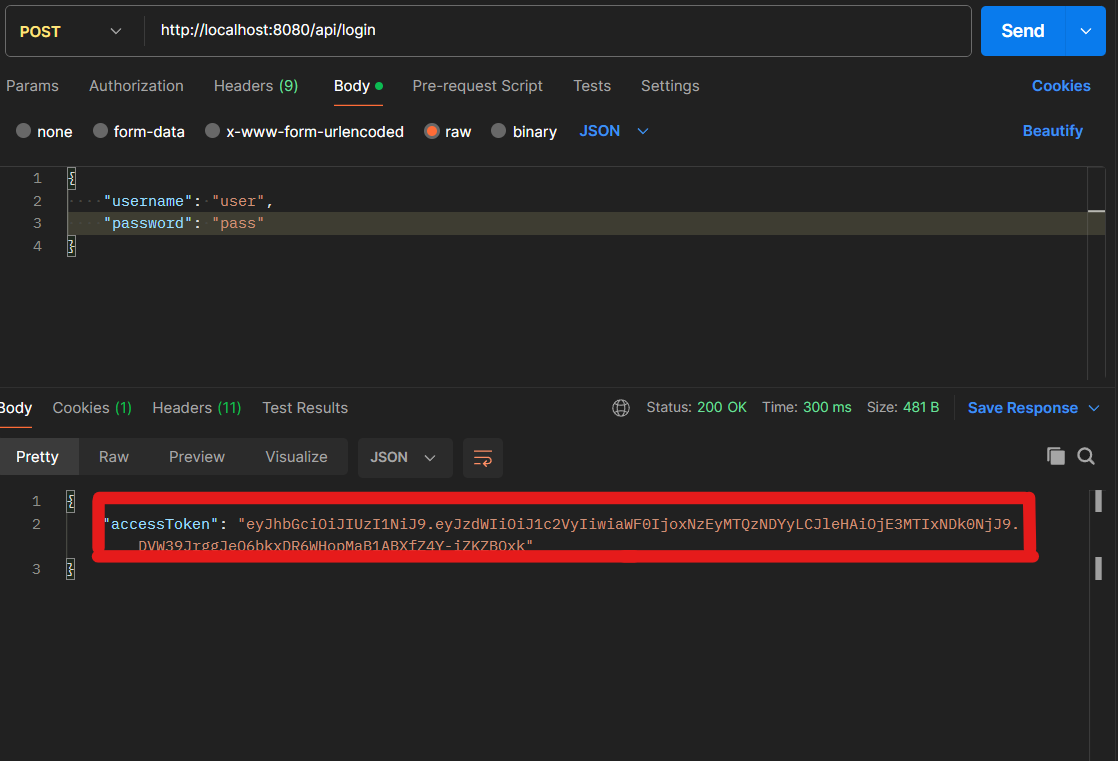 POST http://localhost:8080/api/login Send
Params Authorization Headers (9) Body Pre-request Script Tests Settings Cookies
none form-data x-www-form-urlencoded raw binary JSON Beautify
1 {
2 "username": "user",
3 "password": "pass"
4 }
Body Cookies (1) Headers (11) Test Results Status: 200 OK Time: 300 ms Size: 481 B Save Response
Pretty Raw Preview Visualize JSON
1 {
2 "accessToken": "eyJhbGciOiJIUzI1NiJ9.eyJzdWIiOiJ1c2VyIiwiaWF0IjoxNzEyMTQzNDYyLCJleHAiOjE3MTIxNDk0NjJ9.
3 }